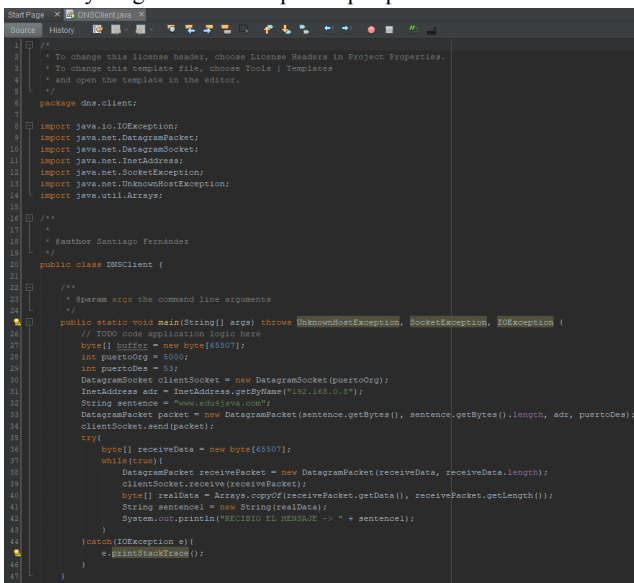 Start Page DNSClient.java
Source History
1 /*
2 * To change this license header, choose License Headers in Project Properties.
3 * To change this template file, choose Tools | Templates
4 * and open the template in the editor.
5 */
6 package dns.client;
7
8 import java.io.IOException;
9 import java.net.DatagramPacket;
10 import java.net.DatagramSocket;
11 import java.net.InetAddress;
12 import java.net.SocketException;
13 import java.net.UnknownHostException;
14 import java.util.Arrays;
15
16 /**
17 *
18 * @author Santiago Fernández
19 */
20 public class DNSClient {
21
22 /**
23 * @param args the command line arguments
24 */
public static void main(String[] args) throws UnknownHostException, SocketException, IOException {
26 // TODO code application logic here
27 byte[] buffer = new byte[65507];
28 int puertoOrg = 5000;
29 int puertoDes = 53;
30 DatagramSocket clientSocket = new DatagramSocket(puertoOrg);
31 InetAddress adr = InetAddress.getByName("192.168.0.8");
32 String sentence = "www.edu4java.com";
33 DatagramPacket packet = new DatagramPacket(sentence.getBytes(), sentence.getBytes().length, adr, puertoDes);
34 clientSocket.send(packet);
35 try{
36 byte[] receiveData = new byte[65507];
37 while(true){
38 DatagramPacket receivePacket = new DatagramPacket(receiveData, receiveData.length);
39 clientSocket.receive(receivePacket);
40 byte[] realData = Arrays.copyOf(receivePacket.getData(), receivePacket.getLength());
41 String sentence1 = new String(realData);
42 System.out.println("RECIBIO EL MENSAJE -> " + sentence1);
43 }
44 }catch(IOException e){
e.printStackTrace();
46 }
47 }